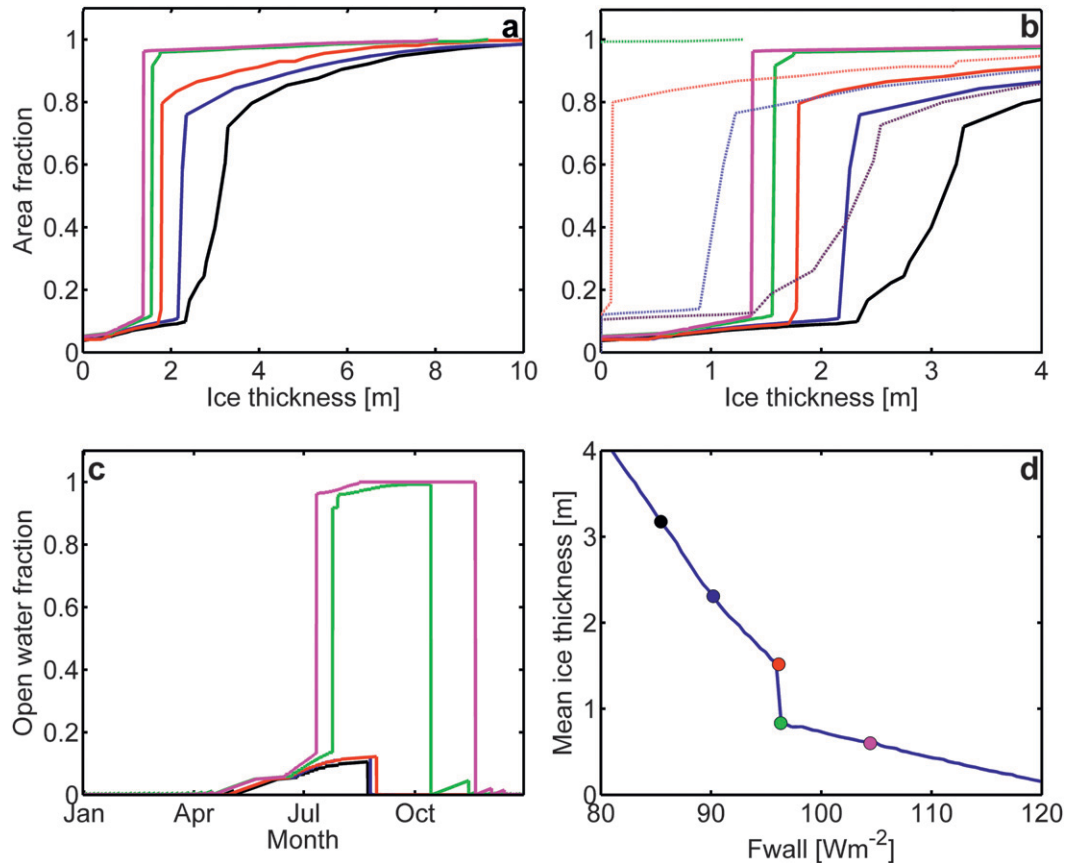 a
1
0.8
0.6
0.4
0.2
0
Area fraction
0 2 4 6 8 10
Ice thickness [m]
b
1
0.8
0.6
0.4
0.2
0
0 1 2 3 4
Ice thickness [m]
c
1
0.8
0.6
0.4
0.2
0
Open water fraction
Jan Apr Jul Oct
Month
d
4
3
2
1
0
Mean ice thickness [m]
80 90 100 110 120
Fwall [Wm-2]